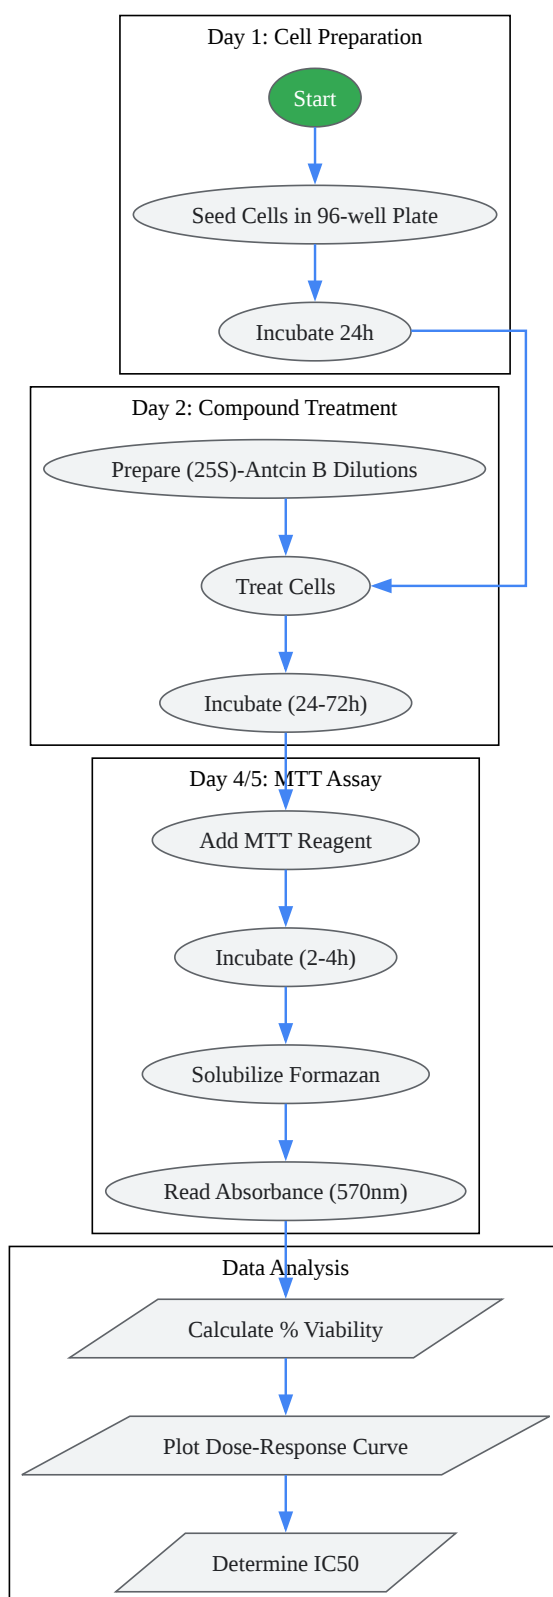 Day 1: Cell Preparation
Start
Seed Cells in 96-well Plate
Incubate 24h
Day 2: Compound Treatment
Prepare (25S)-Antcin B Dilutions
Treat Cells
Incubate (24-72h)
Day 4/5: MTT Assay
Add MTT Reagent
Incubate (2-4h)
Solubilize Formazan
Read Absorbance (570nm)
Data Analysis
Calculate % Viability
Plot Dose-Response Curve
Determine IC50